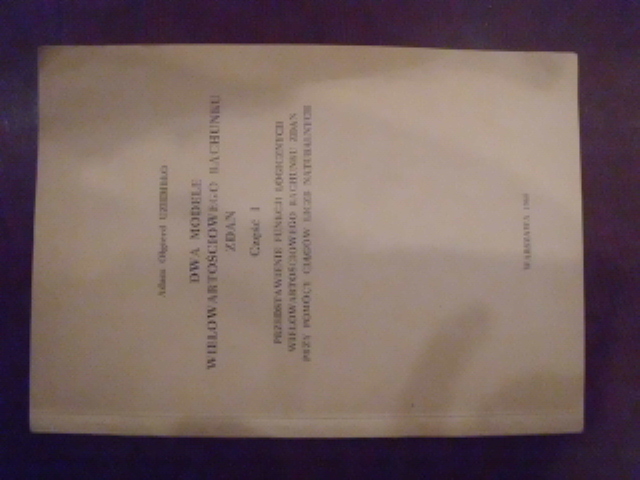 Adam Olgierd UZIEMBŁO
DWA MODELE
WIELOWARTOŚCIOWEGO RACHUNKU
ZDAŃ
Część I
PRZEDSTAWIENIE FUNKCJI LOGICZNYCH
WIELOWARTOŚCIOWEGO RACHUNKU ZDAŃ
PRZY POMOCY CIĄGÓW LICZB NATURALNYCH
WARSZAWA